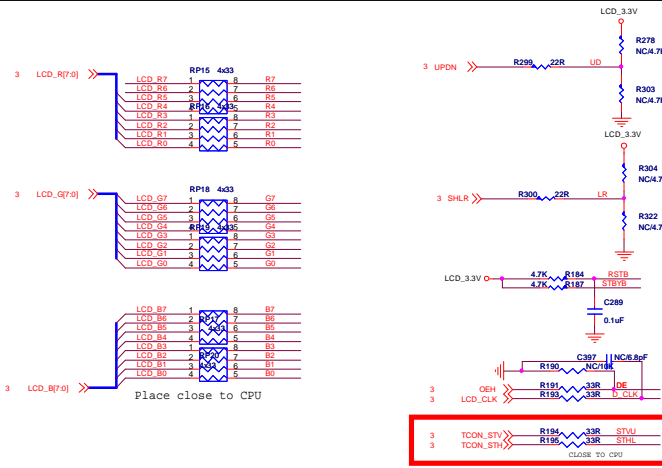 LCD_3.3V
R278
NC/4.7
3 UPDN R299 22R UD
R303
NC/4.7
LCD_3.3V
R304
NC/4.7
3 SHLR R300 22R LR
R322
NC/4.7
LCD_3.3V 4.7K R184 RSTB
4.7K R187 STBYB
C289
0.1uF
C397 NC/6.8pF
R190 NC/10K
3 OEH R191 33R DE
3 LCD_CLK R193 33R D_CLK
3 TCON_STV R194 33R STVU
3 TCON_STH R195 33R STHL
CLOSE TO CPU
3 LCD_R[7:0]
RP15 4x33
LCD_R7 1 8 R7
LCD_R6 2 7 R6
LCD_R5 3 6 R5
LCD_R4 4 5 R4
RP16 4x33
LCD_R3 1 8 R3
LCD_R2 2 7 R2
LCD_R1 3 6 R1
LCD_R0 4 5 R0
3 LCD_G[7:0]
RP18 4x33
LCD_G7 1 8 G7
LCD_G6 2 7 G6
LCD_G5 3 6 G5
LCD_G4 4 5 G4
RP19 4x33
LCD_G3 1 8 G3
LCD_G2 2 7 G2
LCD_G1 3 6 G1
LCD_G0 4 5 G0
3 LCD_B[7:0]
LCD_B7 1 8 B7
LCD_B6 2 RP17 7 B6
LCD_B5 3 4x33 6 B5
LCD_B4 4 5 B4
LCD_B3 1 8 B3
LCD_B2 2 RP20 7 B2
LCD_B1 3 4x33 6 B1
LCD_B0 4 5 B0
Place close to CPU